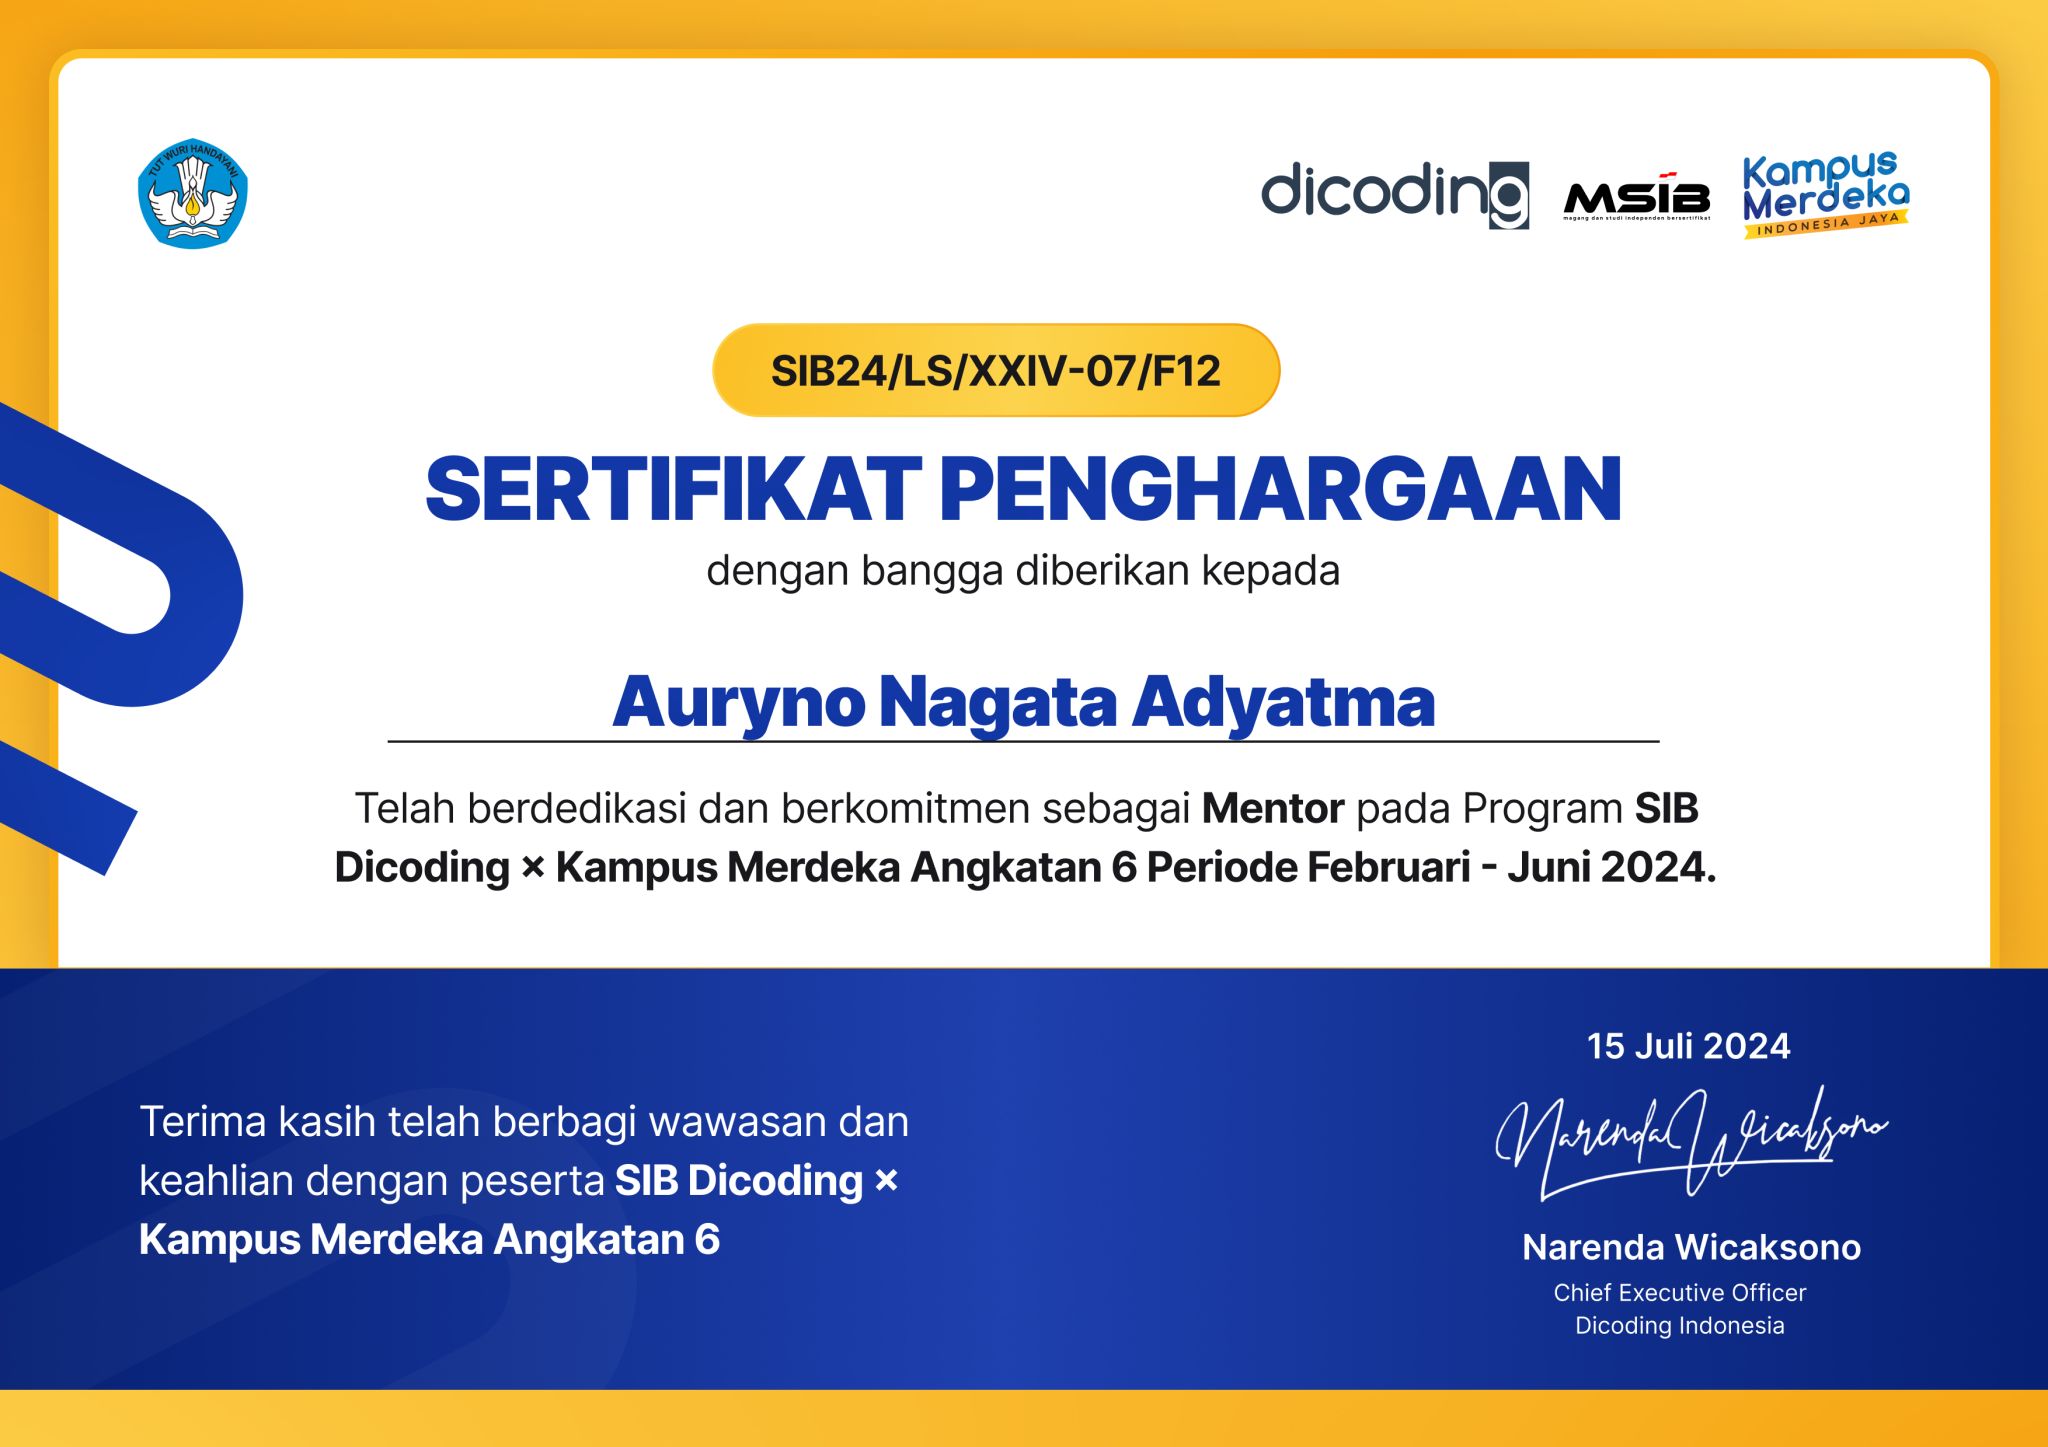 TUT WURI HANDAYANI
dicoding
MSIB
magang dan studi independen bersertifikat
Kampus
Merdeka
INDONESIA JAYA
SIB24/LS/XXIV-07/F12
SERTIFIKAT PENGHARGAAN
dengan bangga diberikan kepada
Auryno Nagata Adyatma
Telah berdedikasi dan berkomitmen sebagai Mentor pada Program SIB
Dicoding × Kampus Merdeka Angkatan 6 Periode Februari - Juni 2024.
Terima kasih telah berbagi wawasan dan
keahlian dengan peserta SIB Dicoding ×
Kampus Merdeka Angkatan 6
15 Juli 2024
Narenda Wicaksono
Narenda Wicaksono
Chief Executive Officer
Dicoding Indonesia